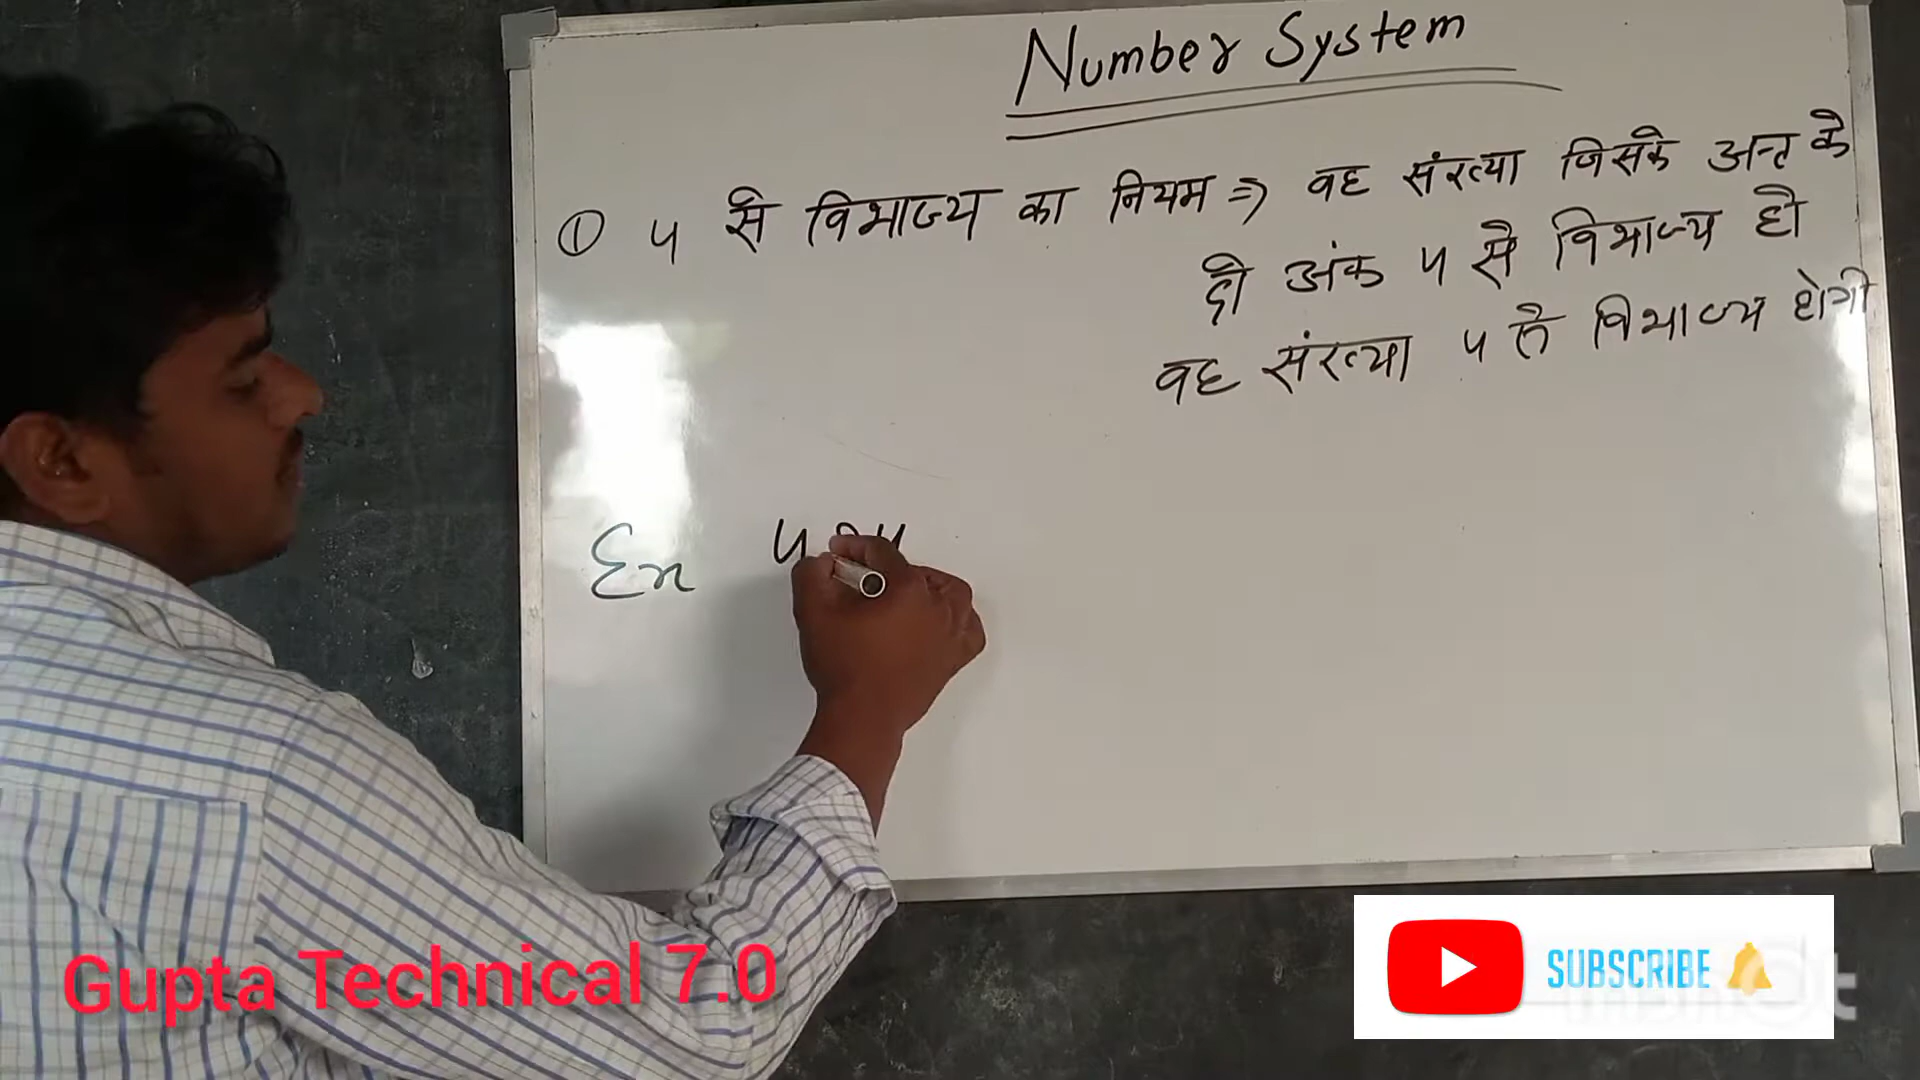 Number System
① 4 से विभाज्य का नियम ⇒ वह संख्या जिसके अन्त के
दो अंक 4 से विभाज्य हो
वह संख्या 4 से विभाज्य होगी
Ex
Gupta Technical 7.0
SUBSCRIBE